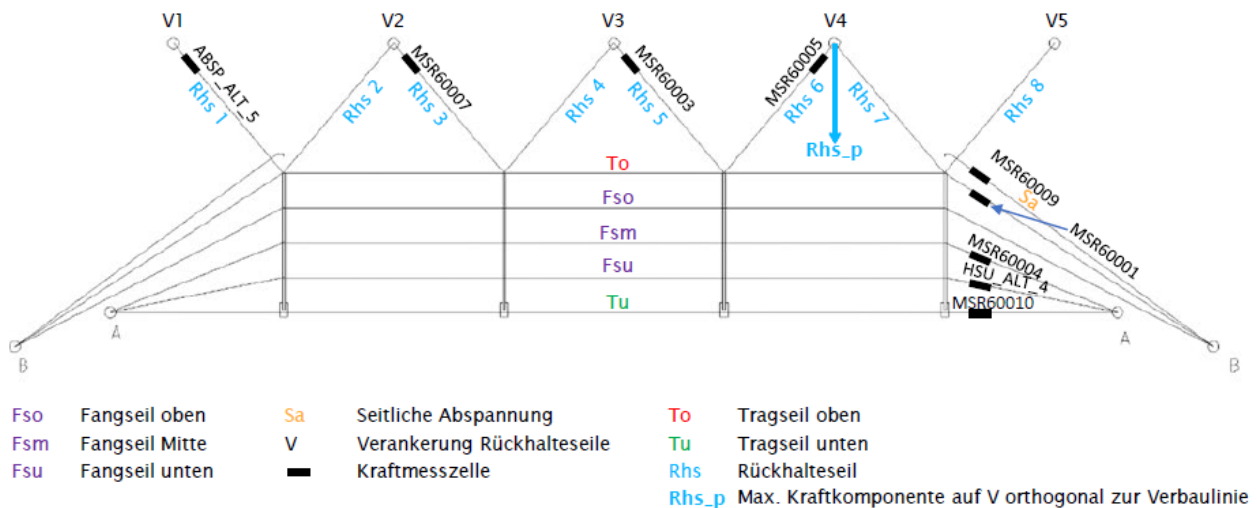 V1 V2 V3 V4 V5
ABSP_ALT_5
MSR60007
MSR60003
MSR60005
Rhs 1
Rhs 2
Rhs 3
Rhs 4
Rhs 5
Rhs 6
Rhs 7
Rhs 8
Rhs_p
To
Fso
Fsm
Fsu
Tu
MSR60009
Sa
MSR60001
MSR60004
HSU_ALT_4
MSR60010
A
B
A
B
Fso Fangseil oben Sa Seitliche Abspannung To Tragseil oben
Fsm Fangseil Mitte V Verankerung Rückhalteseile Tu Tragseil unten
Fsu Fangseil unten Kraftmesszelle Rhs Rückhalteseil
Rhs_p Max. Kraftkomponente auf V orthogonal zur Verbaulinie